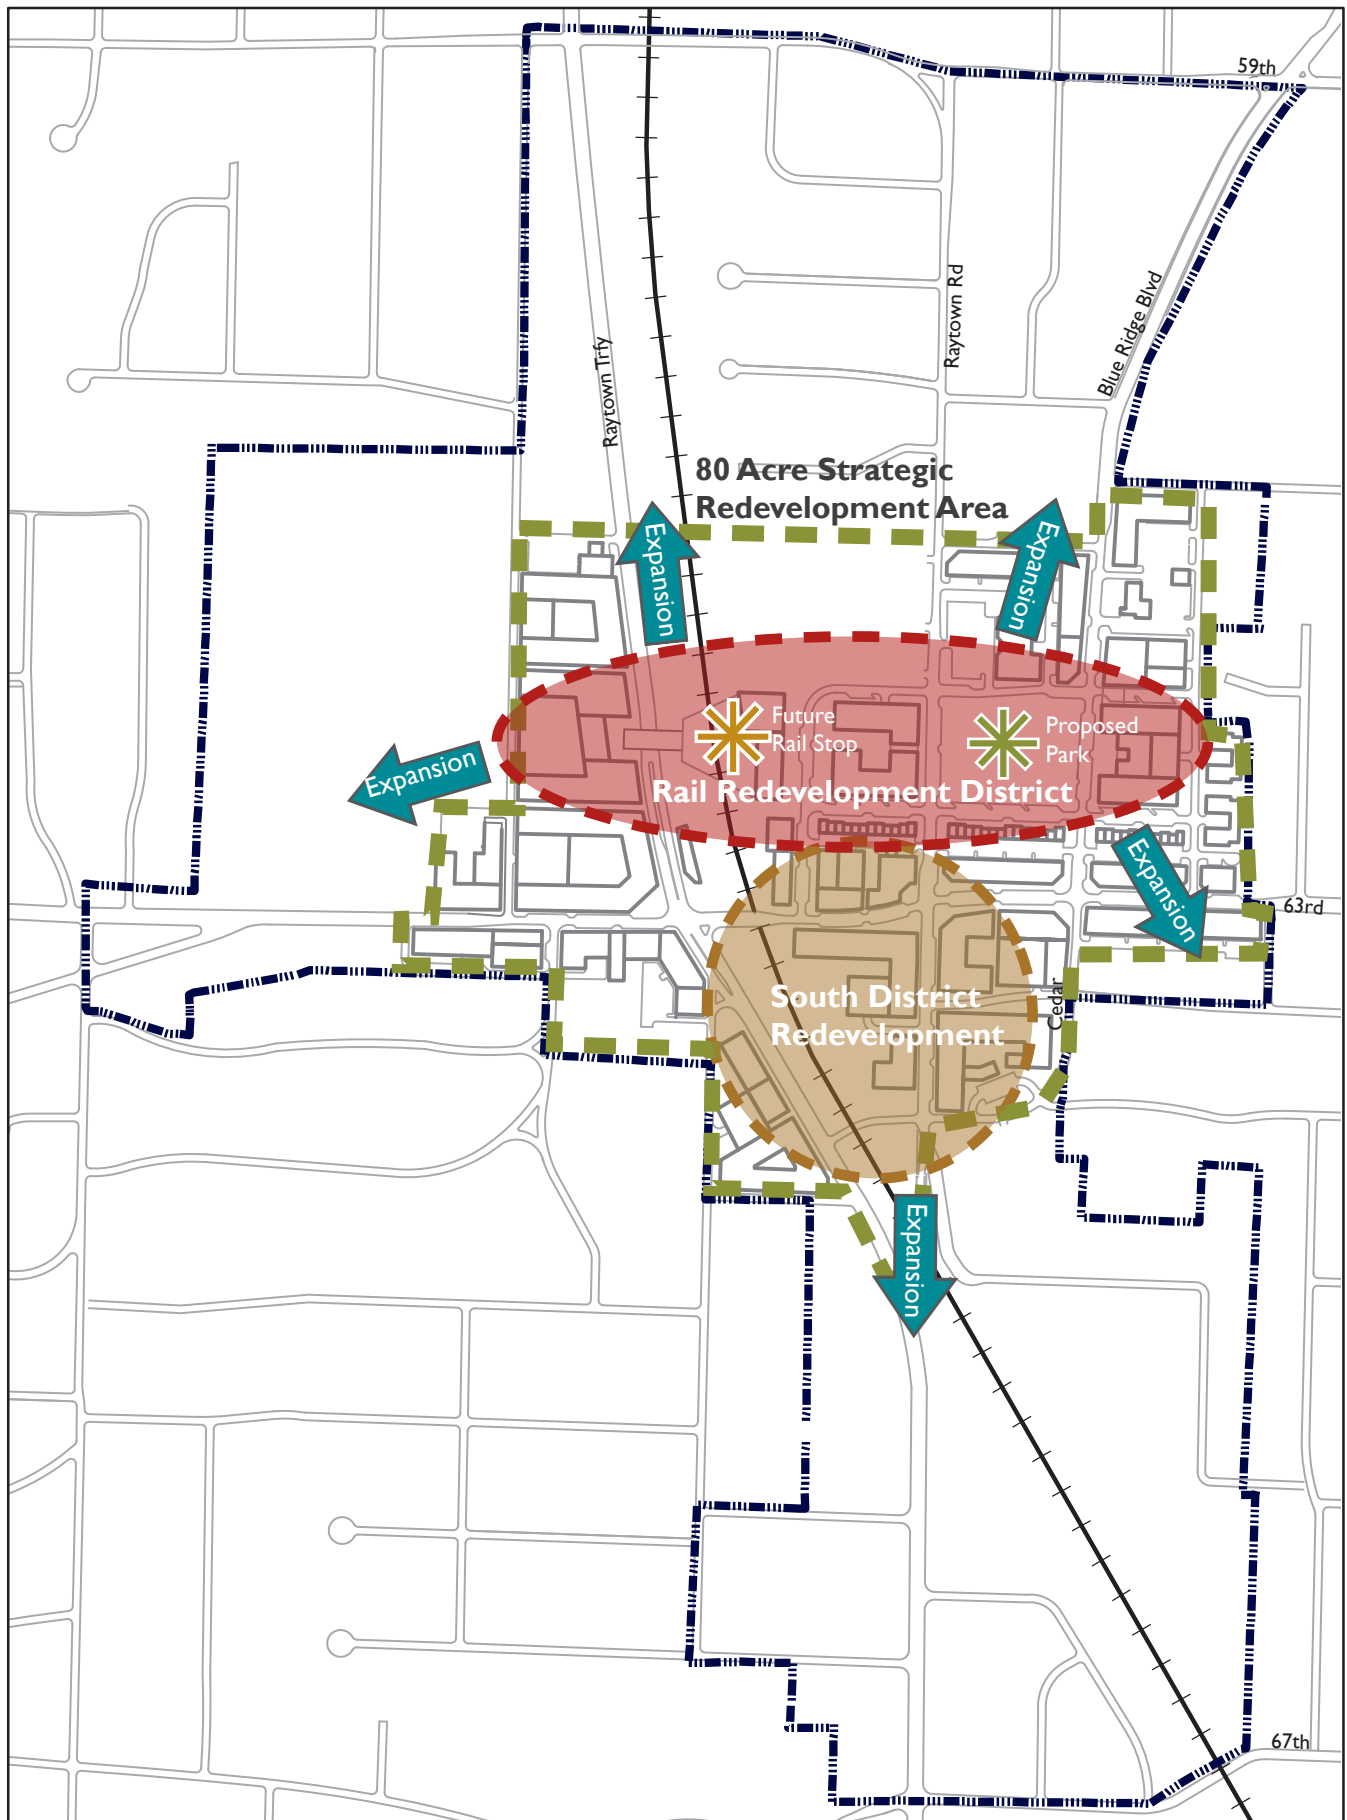 59th
Raytown Rd
Blue Ridge Blvd
Raytown Trfy
80 Acre Strategic
Redevelopment Area
Expansion
Expansion
Future
Rail Stop
Proposed
Park
Expansion
Rail Redevelopment District
Expansion
63rd
South District
Redevelopment
Cedar
Expansion
67th